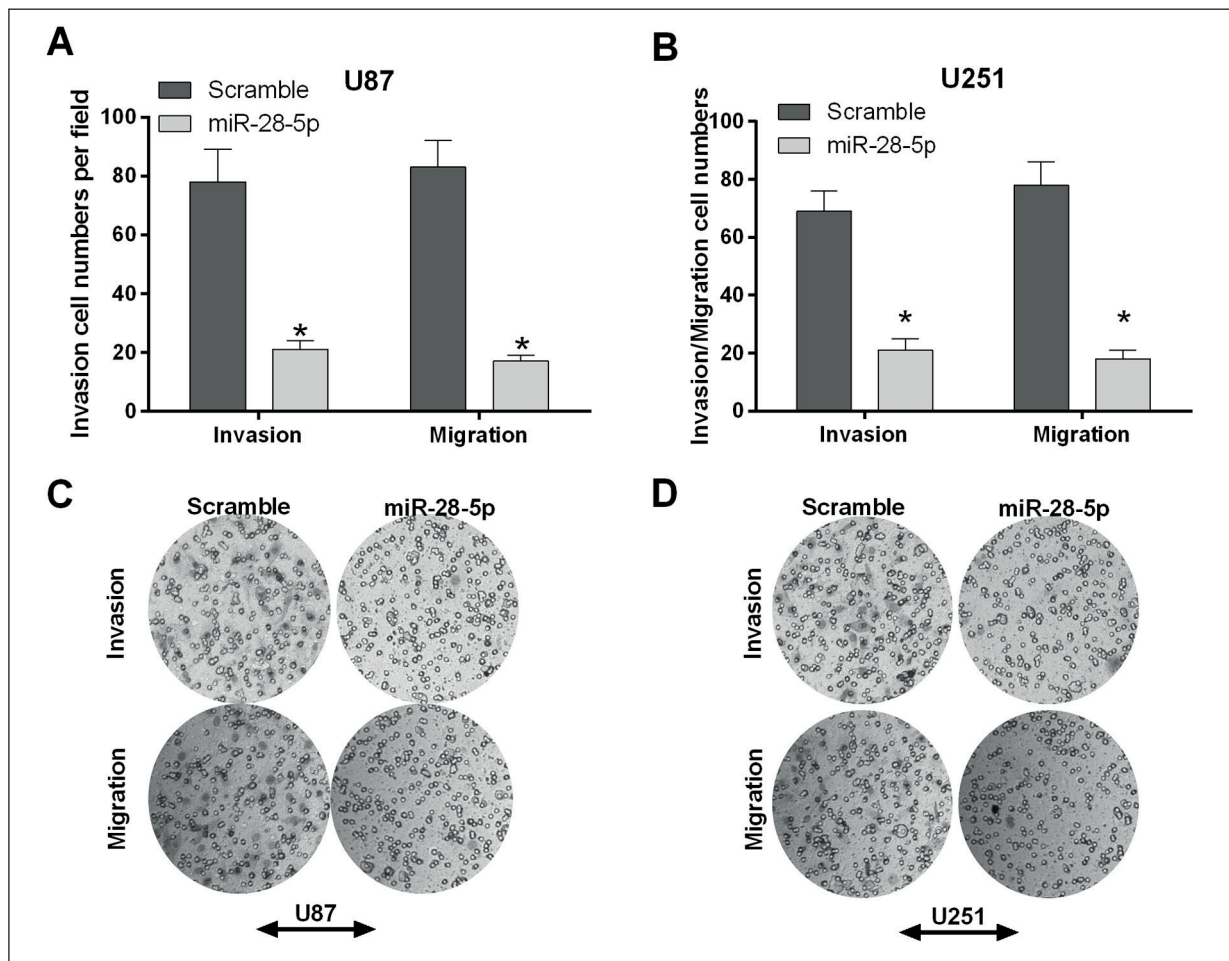 A
U87
Scramble
miR-28-5p
Invasion cell numbers per field
100
80
60
40
20
0
*
*
Invasion
Migration
B
U251
Scramble
miR-28-5p
Invasion/Migration cell numbers
100
80
60
40
20
0
*
*
Invasion
Migration
C
Scramble
miR-28-5p
Invasion
Migration
U87
D
Scramble
miR-28-5p
Invasion
Migration
U251